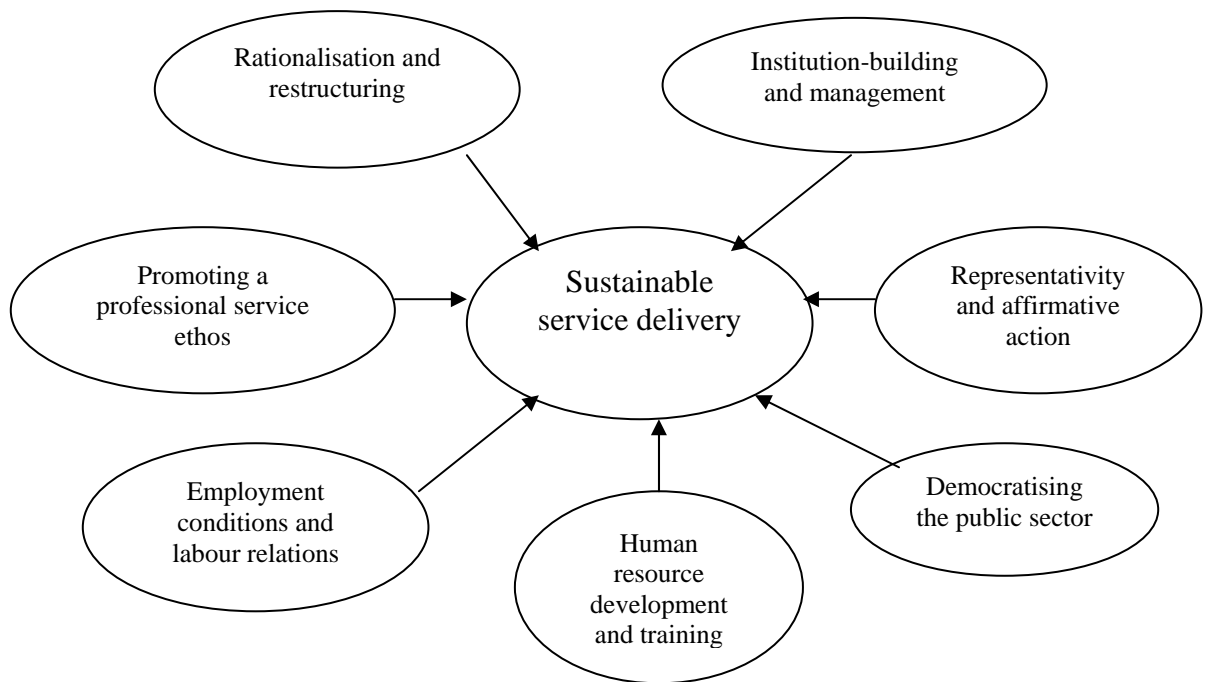 Rationalisation and
restructuring
Institution-building
and management
Promoting a
professional service
ethos
Sustainable
service delivery
Representativity
and affirmative
action
Employment
conditions and
labour relations
Human
resource
development
and training
Democratising
the public sector